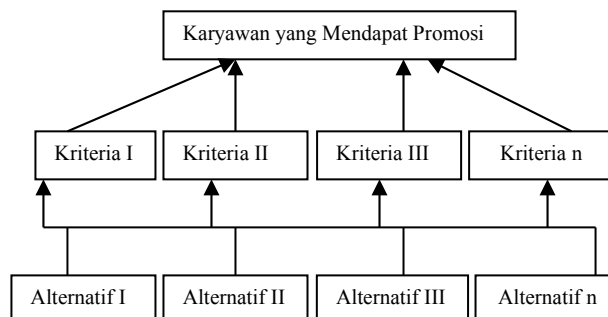 Karyawan yang Mendapat Promosi
Kriteria I
Kriteria II
Kriteria III
Kriteria n
Alternatif I
Alternatif II
Alternatif III
Alternatif n